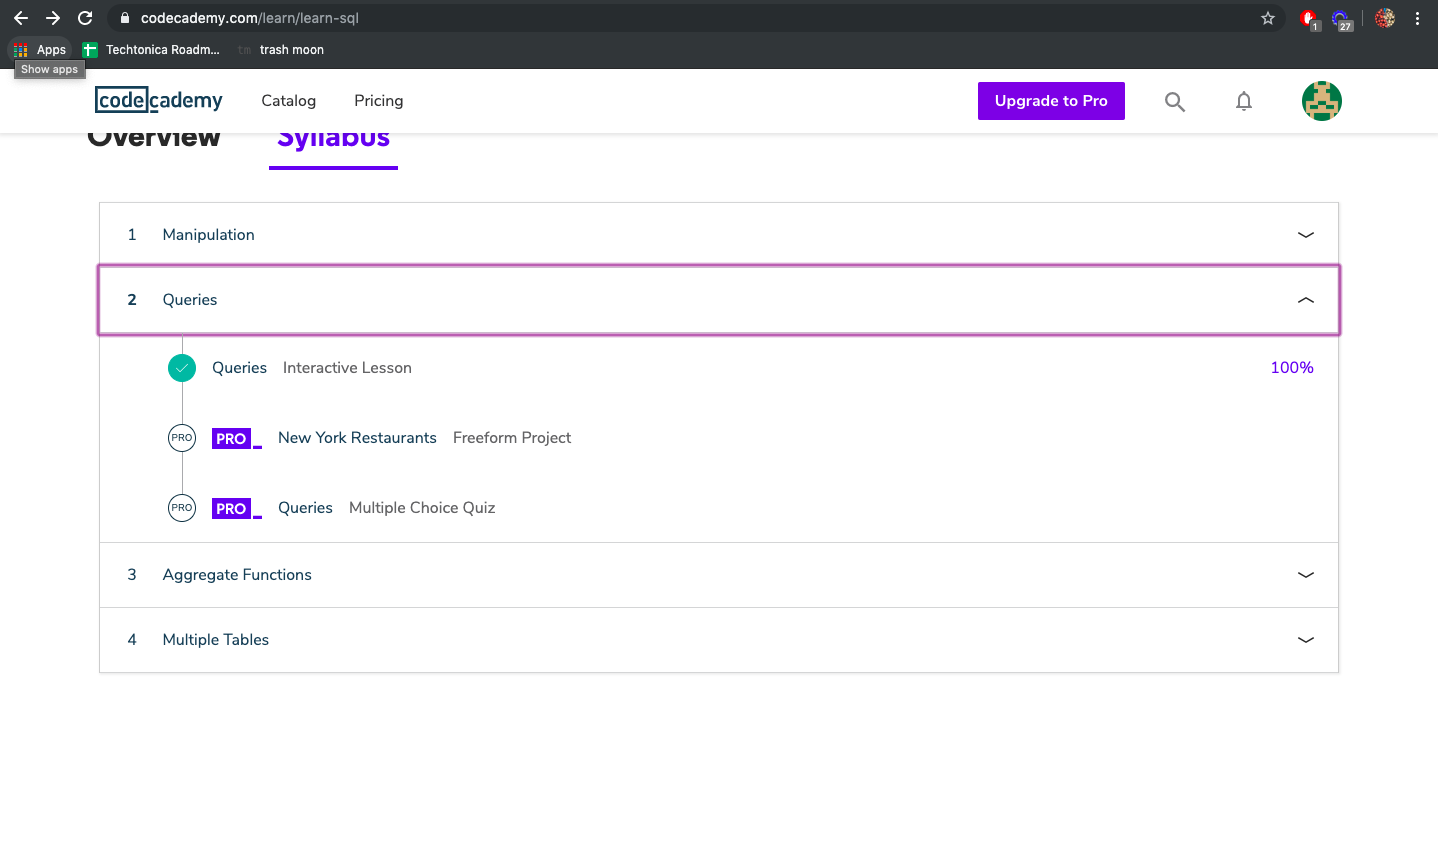 codecademy.com/learn/learn-sql
1
27
Apps
Techtonica Roadm...
tm
trash moon
Show apps
codecademy
Catalog
Pricing
Upgrade to Pro
Overview
Syllabus
1 Manipulation
2 Queries
Queries Interactive Lesson 100%
PRO PRO_ New York Restaurants Freeform Project
PRO PRO_ Queries Multiple Choice Quiz
3 Aggregate Functions
4 Multiple Tables